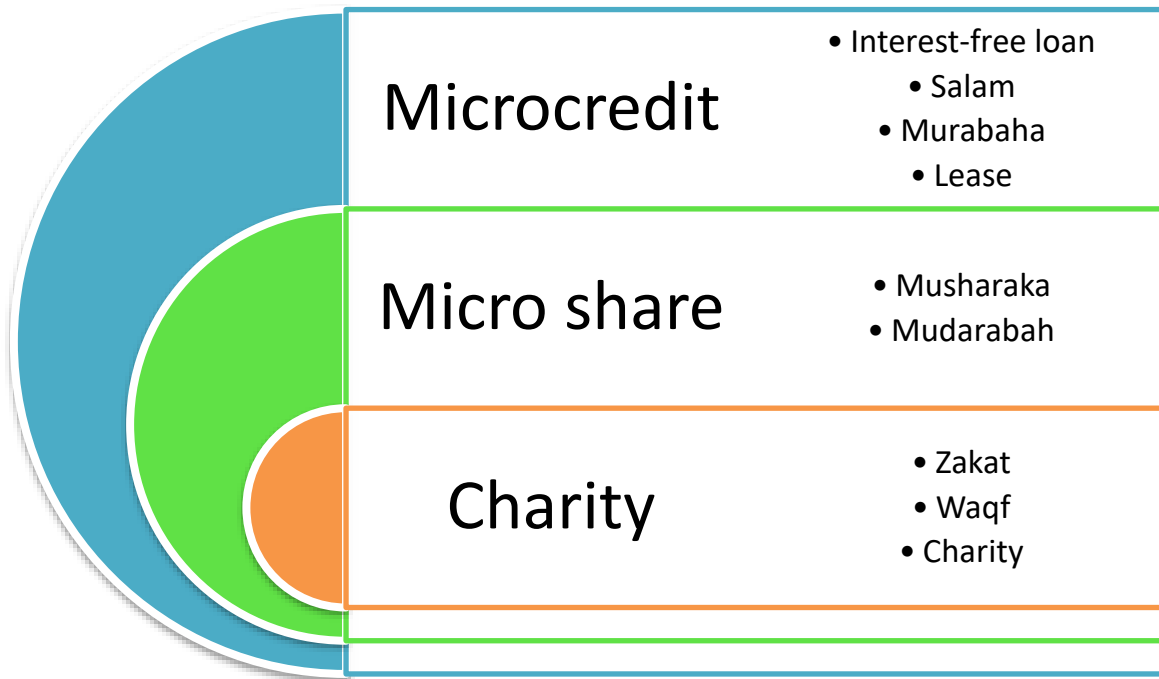 Microcredit
• Interest-free loan
• Salam
• Murabaha
• Lease
Micro share
• Musharaka
• Mudarabah
Charity
• Zakat
• Waqf
• Charity